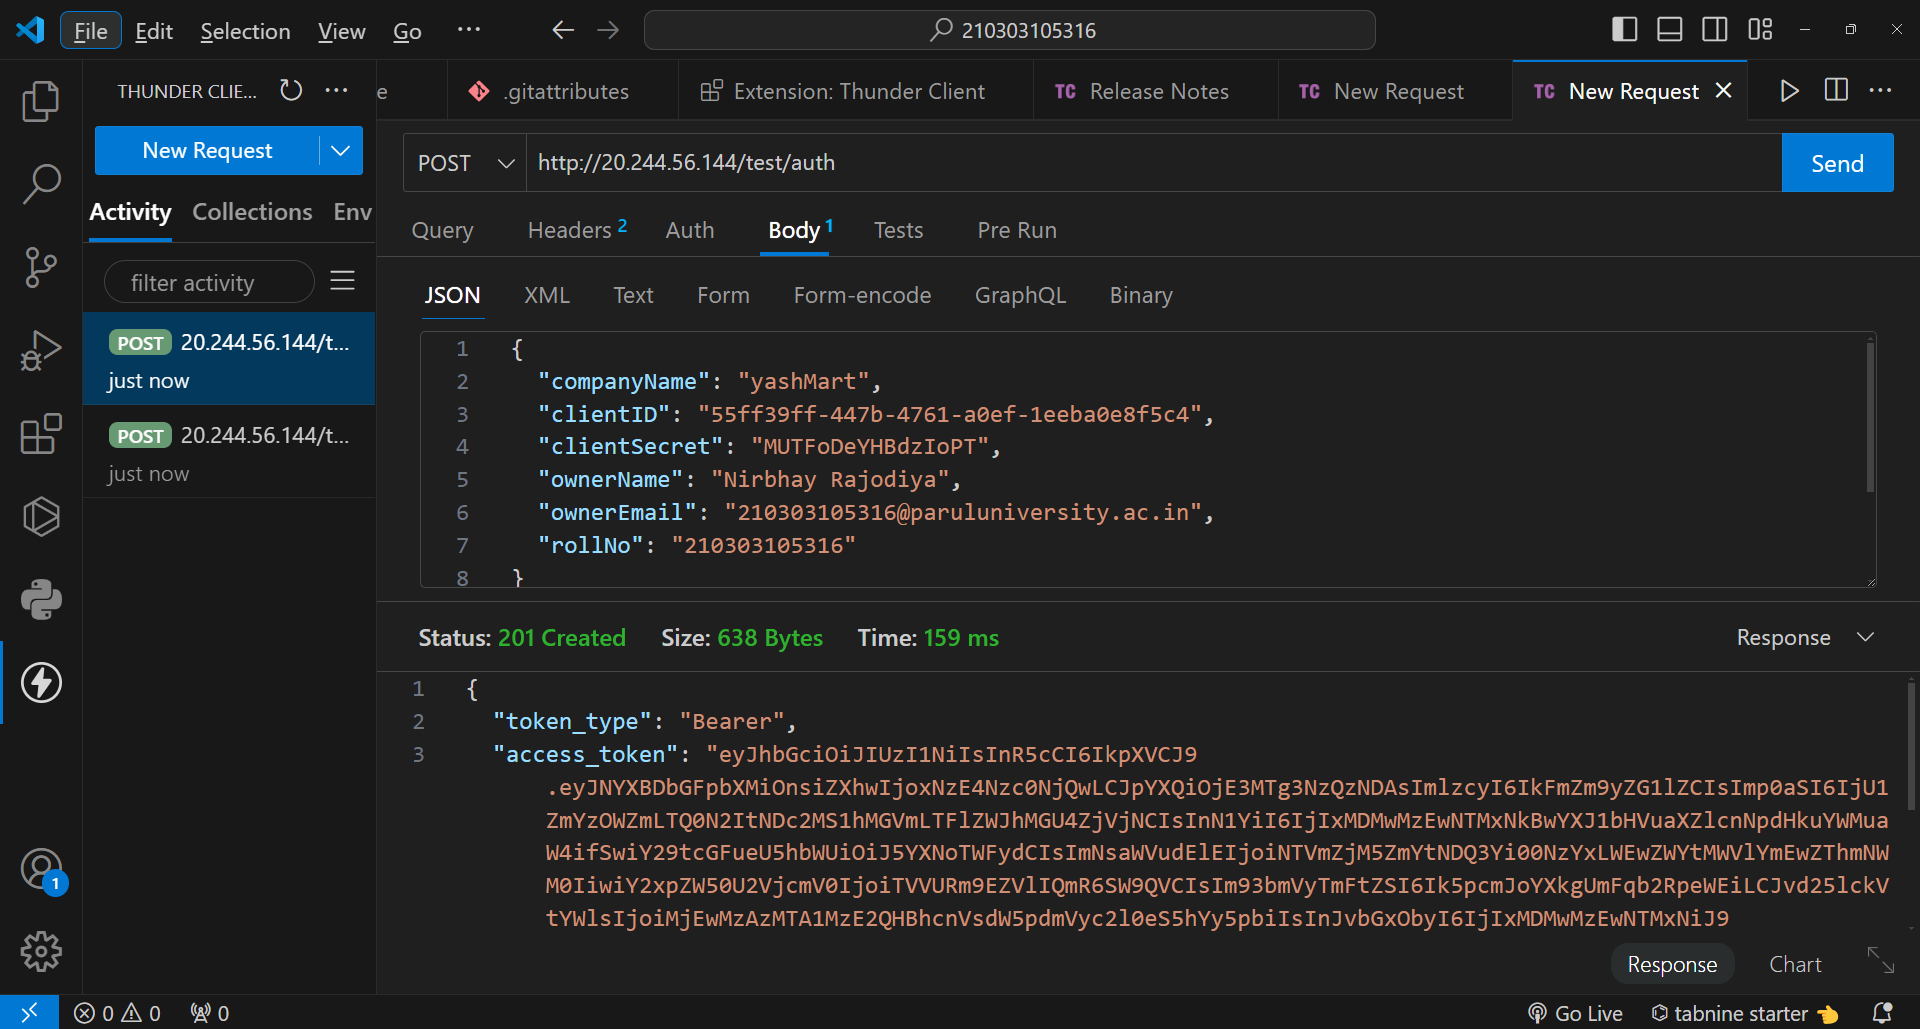 File Edit Selection View Go ··· 210303105316
THUNDER CLIE... ···
e .gitattributes Extension: Thunder Client TC Release Notes TC New Request TC New Request ···
New Request
POST http://20.244.56.144/test/auth Send
Activity Collections Env
Query Headers 2 Auth Body 1 Tests Pre Run
filter activity
JSON XML Text Form Form-encode GraphQL Binary
POST 20.244.56.144/t...
just now
POST 20.244.56.144/t...
just now
1 {
2 "companyName": "yashMart",
3 "clientID": "55ff39ff-447b-4761-a0ef-1eeba0e8f5c4",
4 "clientSecret": "MUTFoDeYHBdzIoPT",
5 "ownerName": "Nirbhay Rajodiya",
6 "ownerEmail": "210303105316@paruluniversity.ac.in",
7 "rollNo": "210303105316"
8 }
Status: 201 Created Size: 638 Bytes Time: 159 ms Response
1 {
2 "token_type": "Bearer",
3 "access_token": "eyJhbGciOiJIUzI1NiIsInR5cCI6IkpXVCJ9
.eyJNYXBDbGFpbXMiOnsiZXhwIjoxNzE4Nzc0NjQwLCJpYXQiOjE3MTg3NzQzNDAsImlzcyI6IkFmZm9yZG1lZCIsImp0aSI6IjU1
ZmYzOWZmLTQ0N2ItNDc2MS1hMGVmLTFlZWJhMGU4ZjVjNCIsInN1YiI6IjIxMDMwMzEwNTMxNkBwYXJ1bHVuaXZlcnNpdHkuYWMua
W4ifSwiY29tcGFueU5hbWUiOiJ5YXNoTWFydCIsImNsaWVudElEIjoiNTVmZjM5ZmYtNDQ3Yi00NzYxLWEwZWYtMWVlYmEwZThmNW
M0IiwiY2xpZW50U2VjcmV0IjoiTVVURm9EZVlIQmR6SW9QVCIsIm93bmVyTmFtZSI6Ik5pcmJoYXkgUmFqb2RpeWEiLCJvd25lckV
tYWlsIjoiMjEwMzAzMTA1MzE2QHBhcnVsdW5pdmVyc2l0eS5hYy5pbiIsInJvbGxObyI6IjIxMDMwMzEwNTMxNiJ9
Response Chart
1
0 0 0 Go Live tabnine starter